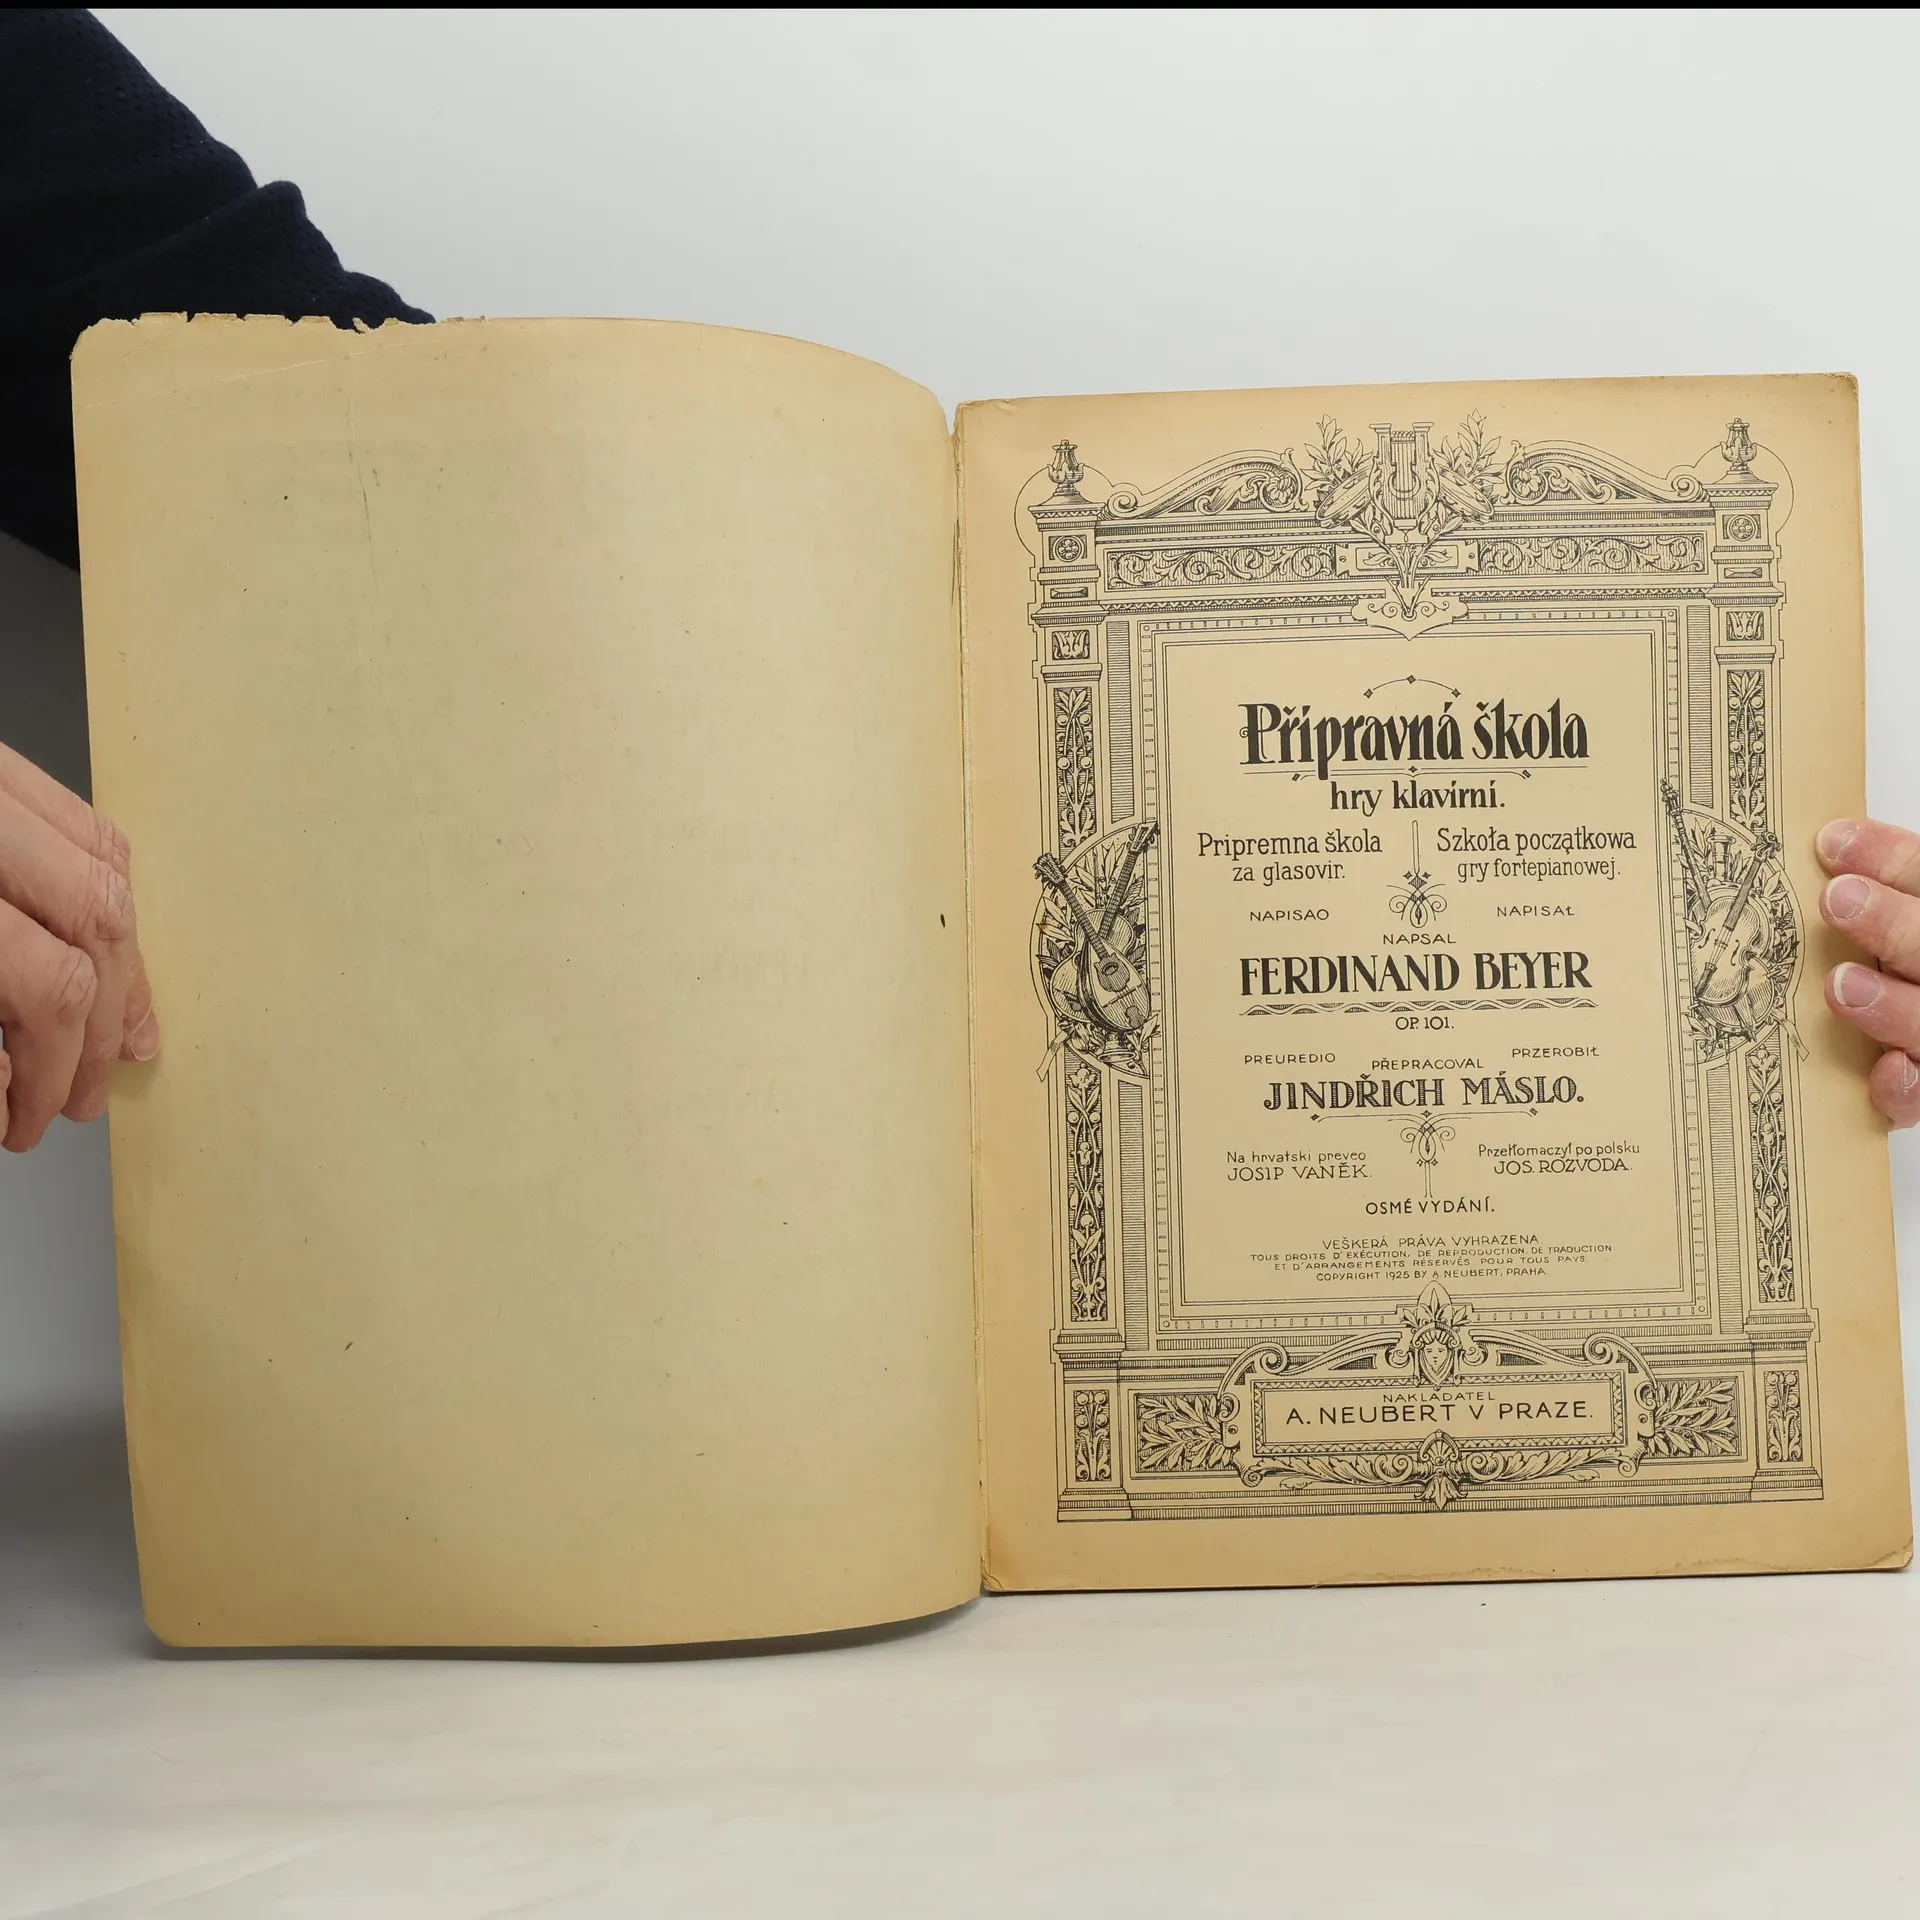 Přípravná škola
hry klavírní.
Pripremna škola
za glasovir.
Szkoła początkowa
gry fortepianowej.
NAPISAO
NAPISAŁ
NAPSAL
FERDINAND BEYER
OP. 101.
PREUREDIO
PŘEPRACOVAL
PRZEROBIŁ
JINDŘICH MÁSLO.
Na hrvatski preveo
JOSIP VANĚK.
Przetłomaczył po polsku
JOS. ROZVODA.
OSMÉ VYDÁNÍ.
VEŠKERÁ PRÁVA VYHRAZENA.
TOUS DROITS D'EXÉCUTION, DE REPRODUCTION, DE TRADUCTION
ET D'ARRANGEMENTS RÉSERVÉS POUR TOUS PAYS.
COPYRIGHT 1925 BY A. NEUBERT, PRAHA.
NAKLADATEL
A. NEUBERT V PRAZE.